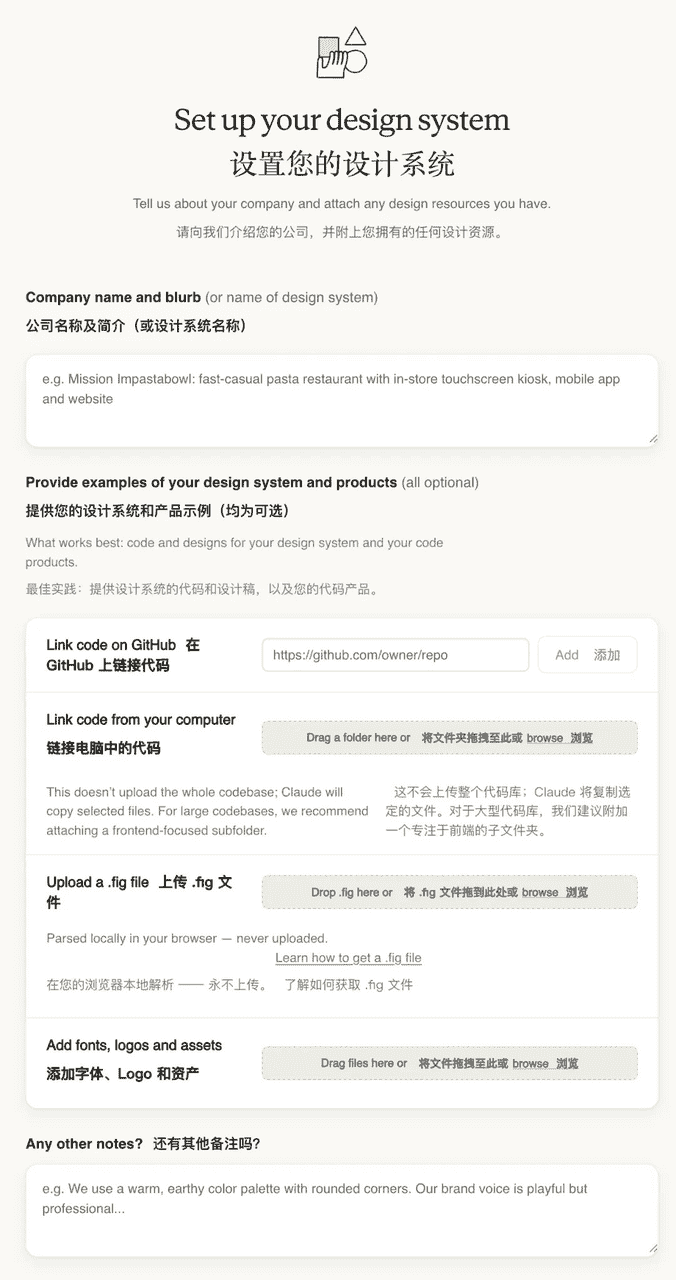 Set up your design system
设置您的设计系统
Tell us about your company and attach any design resources you have.
请向我们介绍您的公司，并附上您拥有的任何设计资源。
Company name and blurb (or name of design system)
公司名称及简介（或设计系统名称）
e.g. Mission Impastabowl: fast-casual pasta restaurant with in-store touchscreen kiosk, mobile app
and website
Provide examples of your design system and products (all optional)
提供您的设计系统和产品示例（均为可选）
What works best: code and designs for your design system and your code
products.
最佳实践：提供设计系统的代码和设计稿，以及您的代码产品。
Link code on GitHub 在
GitHub 上链接代码
https://github.com/owner/repo
Add 添加
Link code from your computer
链接电脑中的代码
Drag a folder here or 将文件夹拖拽至此或 browse 浏览
This doesn't upload the whole codebase; Claude will
copy selected files. For large codebases, we recommend
attaching a frontend-focused subfolder.
这不会上传整个代码库；Claude 将复制选
定的文件。对于大型代码库，我们建议附加
一个专注于前端的子文件夹。
Upload a .fig file 上传 .fig 文
件
Drop .fig here or 将 .fig 文件拖到此处或 browse 浏览
Parsed locally in your browser — never uploaded.
Learn how to get a .fig file
在您的浏览器本地解析 —— 永不上传。 了解如何获取 .fig 文件
Add fonts, logos and assets
添加字体、Logo 和资产
Drag files here or 将文件拖拽至此或 browse 浏览
Any other notes? 还有其他备注吗?
e.g. We use a warm, earthy color palette with rounded corners. Our brand voice is playful but
professional...